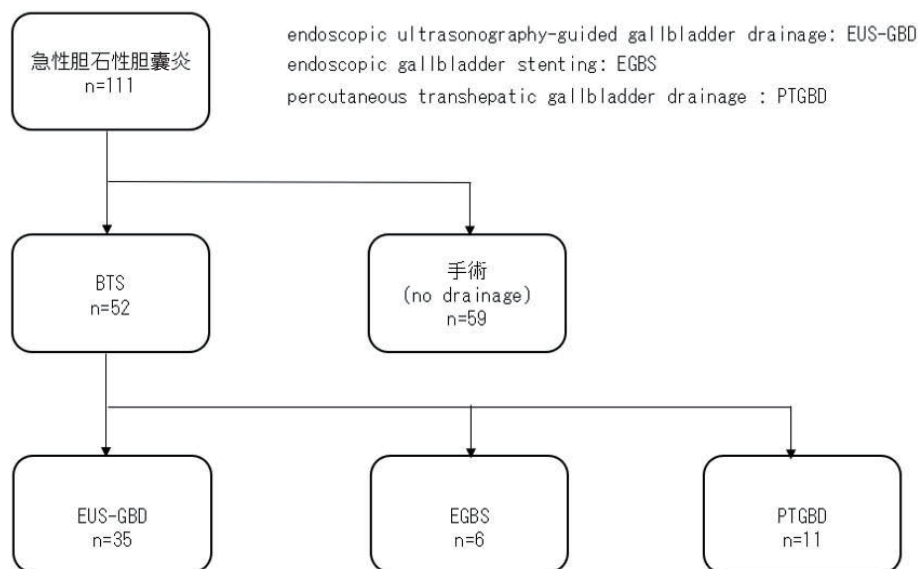 急性胆石性胆嚢炎
n=111
endoscopic ultrasonography-guided gallbladder drainage: EUS-GBD
endoscopic gallbladder stenting: EGBS
percutaneous transhepatic gallbladder drainage : PTGBD
BTS
n=52
手術
(no drainage)
n=59
EUS-GBD
n=35
EGBS
n=6
PTGBD
n=11